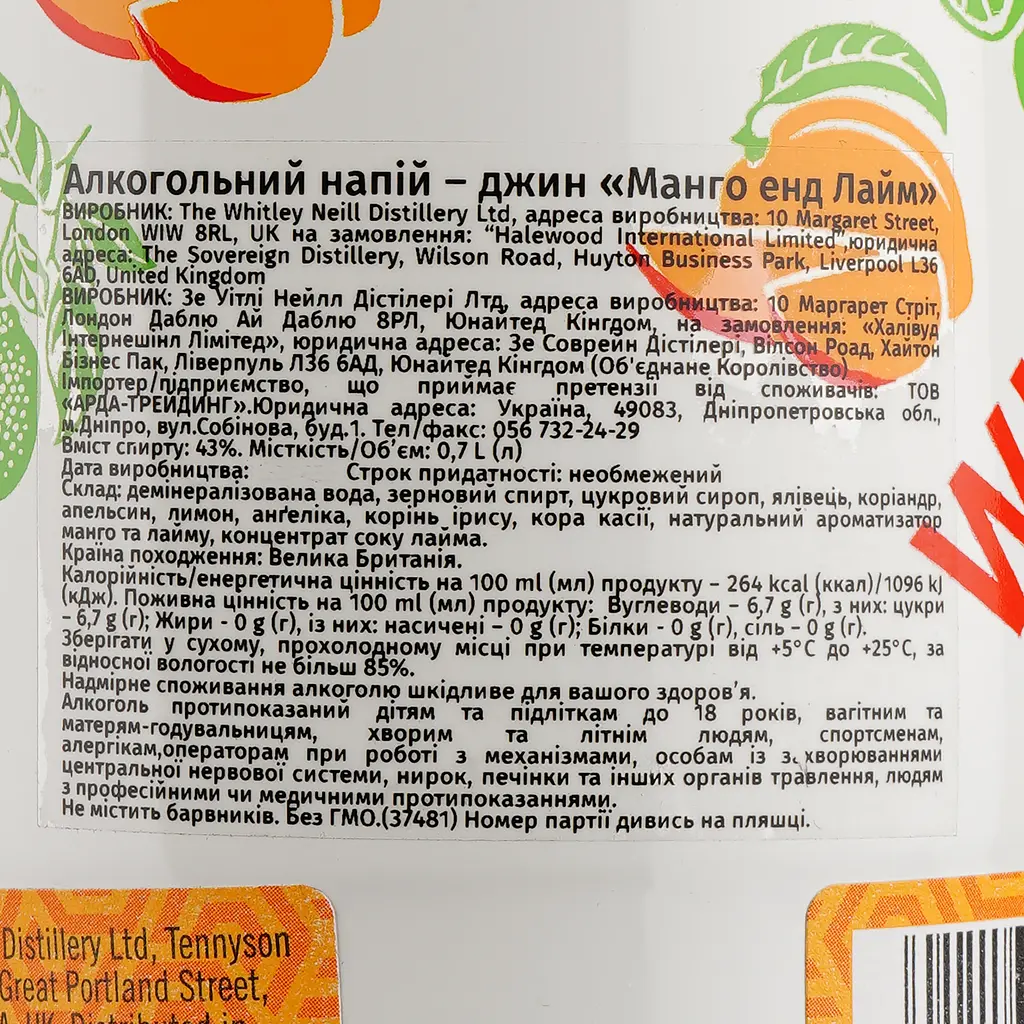 Алкогольний напій – джин «Манго енд Лайм»
ВИРОБНИК: The Whitley Neill Distillery Ltd, адреса виробництва: 10 Margaret Street,
London WIW 8RL, UK на замовлення: “Halewood International Limited”,юридична
адреса: The Sovereign Distillery, Wilson Road, Huyton Business Park, Liverpool L36
6AD, United Kingdom
ВИРОБНИК: Зе Уітлі Нейлл Дістілері Лтд, адреса виробництва: 10 Маргарет Стріт,
Лондон Даблю Ай Даблю 8РЛ, Юнайтед Кінгдом, на замовлення: «Халівуд
Інтернешінл Лімітед», юридична адреса: Зе Соврейн Дістілері, Вілсон Роад, Хайтон
Бізнес Пак, Ліверпуль Л36 6АД, Юнайтед Кінгдом (Об'єднане Королівство)
Імпортер/підприємство, що приймає претензії від споживачів: ТОВ
«АРДА-ТРЕЙДИНГ».Юридична адреса: Україна, 49083, Дніпропетровська обл.,
м.Дніпро, вул.Собінова, буд.1. Тел/факс: 056 732-24-29
Вміст спирту: 43%. Місткість/Об'єм: 0,7 L (л)
Дата виробництва: Строк придатності: необмежений
Склад: демінералізована вода, зерновий спирт, цукровий сироп, ялівець, коріандр,
апельсин, лимон, анґеліка, корінь ірису, кора касії, натуральний ароматизатор
манго та лайму, концентрат соку лайма.
Країна походження: Велика Британія.
Калорійність/енергетична цінність на 100 ml (мл) продукту – 264 kcal (ккал)/1096 kJ
(кДж). Поживна цінність на 100 ml (мл) продукту: Вуглеводи – 6,7 g (г), з них: цукри
– 6,7 g (г); Жири - 0 g (г), із них: насичені – 0 g (г); Білки - 0 g (г), сіль – 0 g (г).
Зберігати у сухому, прохолодному місці при температурі від +5°С до +25°С, за
відносної вологості не більш 85%.
Надмірне споживання алкоголю шкідливе для вашого здоров'я.
Алкоголь протипоказаний дітям та підліткам до 18 років, вагітним та
матерям-годувальницям, хворим та літнім людям, спортсменам,
алергікам,операторам при роботі з механізмами, особам із захворюваннями
центральної нервової системи, нирок, печінки та інших органів травлення, людям
з професійними чи медичними протипоказаннями.
Не містить барвників. Без ГМО.(37481) Номер партії дивись на пляшці.
Distillery Ltd, Tennyson
Great Portland Street,
UK. Distributed in
W